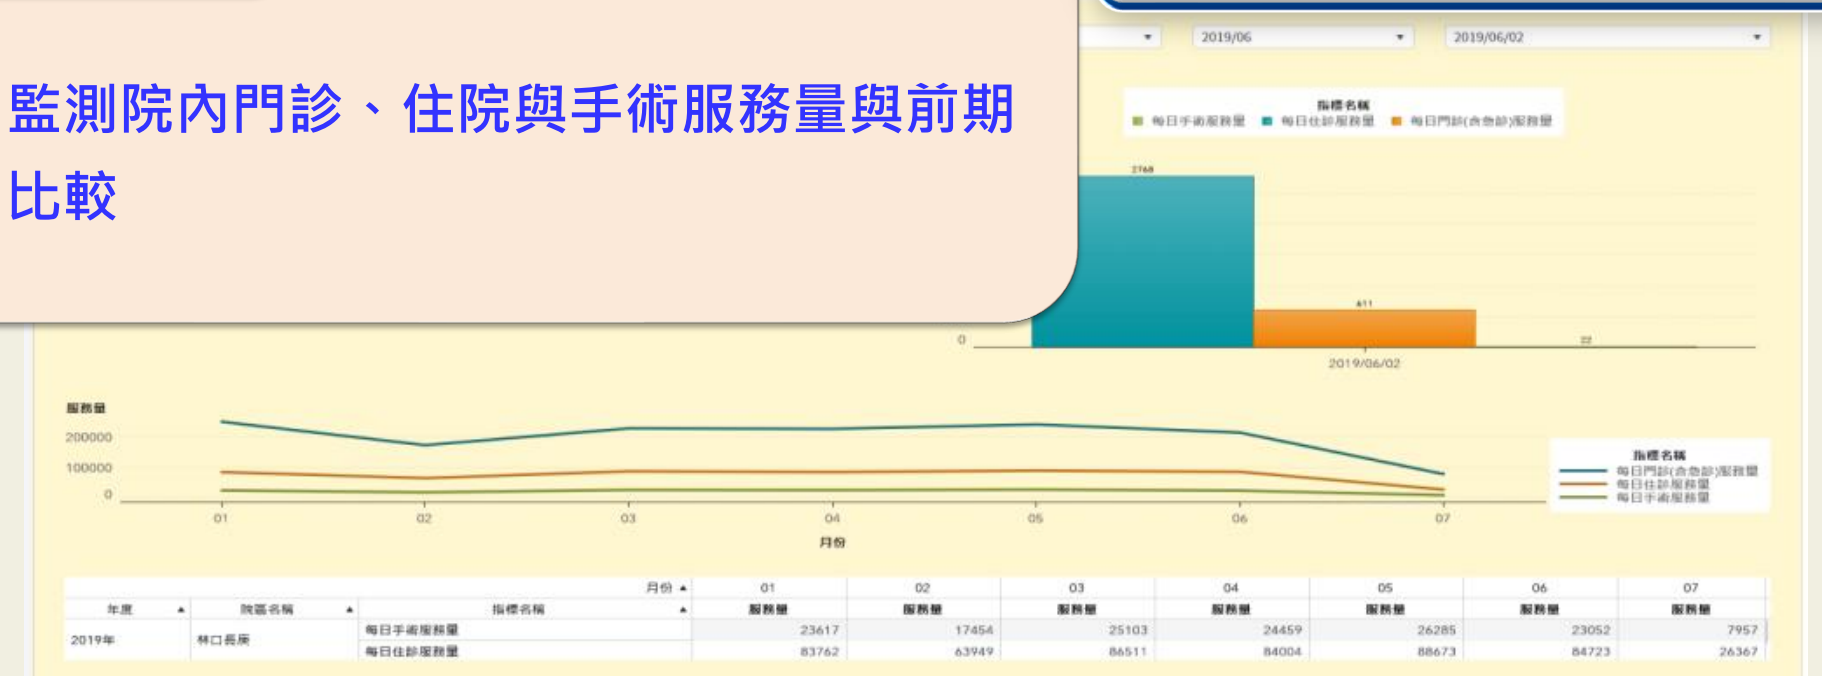 監測院內門診、住院與手術服務量與前期
比較
2019/06
2019/06/02
指標名稱
每日手術服務量 每日住診服務量 每日門診(含急診)服務量
2768
611
22
0
2019/06/02
服務量
200000
100000
0
01 02 03 04 05 06 07
月份
指標名稱
每日門診(含急診)服務量
每日住診服務量
每日手術服務量
月份 01 02 03 04 05 06 07
年度 院區名稱 指標名稱 服務量 服務量 服務量 服務量 服務量 服務量 服務量
2019年 林口長庚 每日手術服務量 23617 17454 25103 24459 26285 23052 7957
每日住診服務量 83762 63949 86511 84004 88673 84723 26367